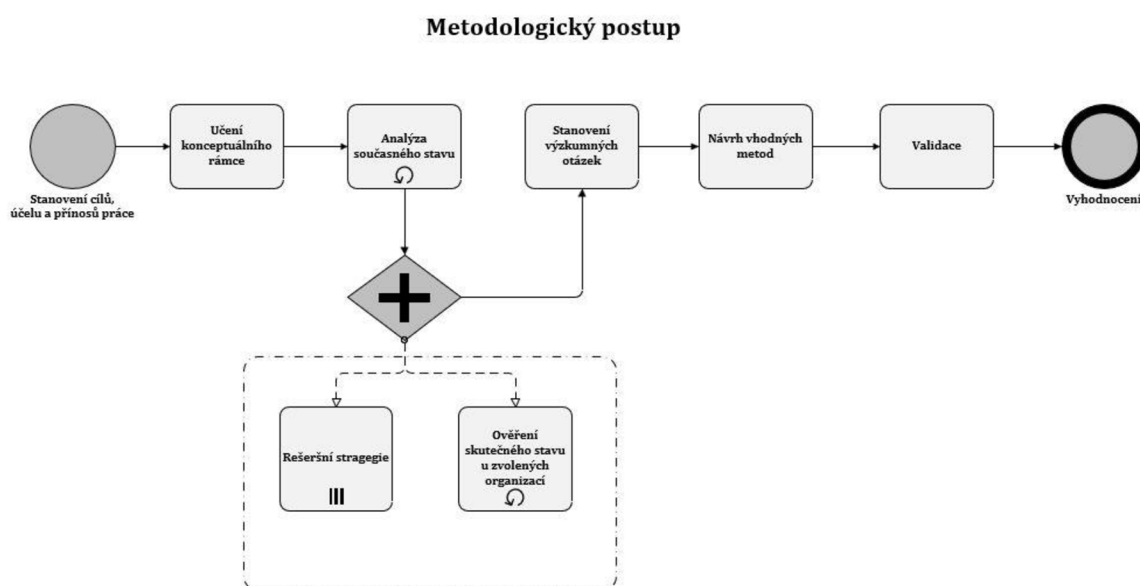 Metodologický postup
Stanovení cílů,
účelu a přínosů práce
Učení
konceptuálního
rámce
Analýza
současného stavu
Stanovení
výzkumných
otázek
Návrh vhodných
metod
Validace
Vyhodnocení
Rešeršní stragegie
Ověření
skutečného stavu
u zvolených
organizací